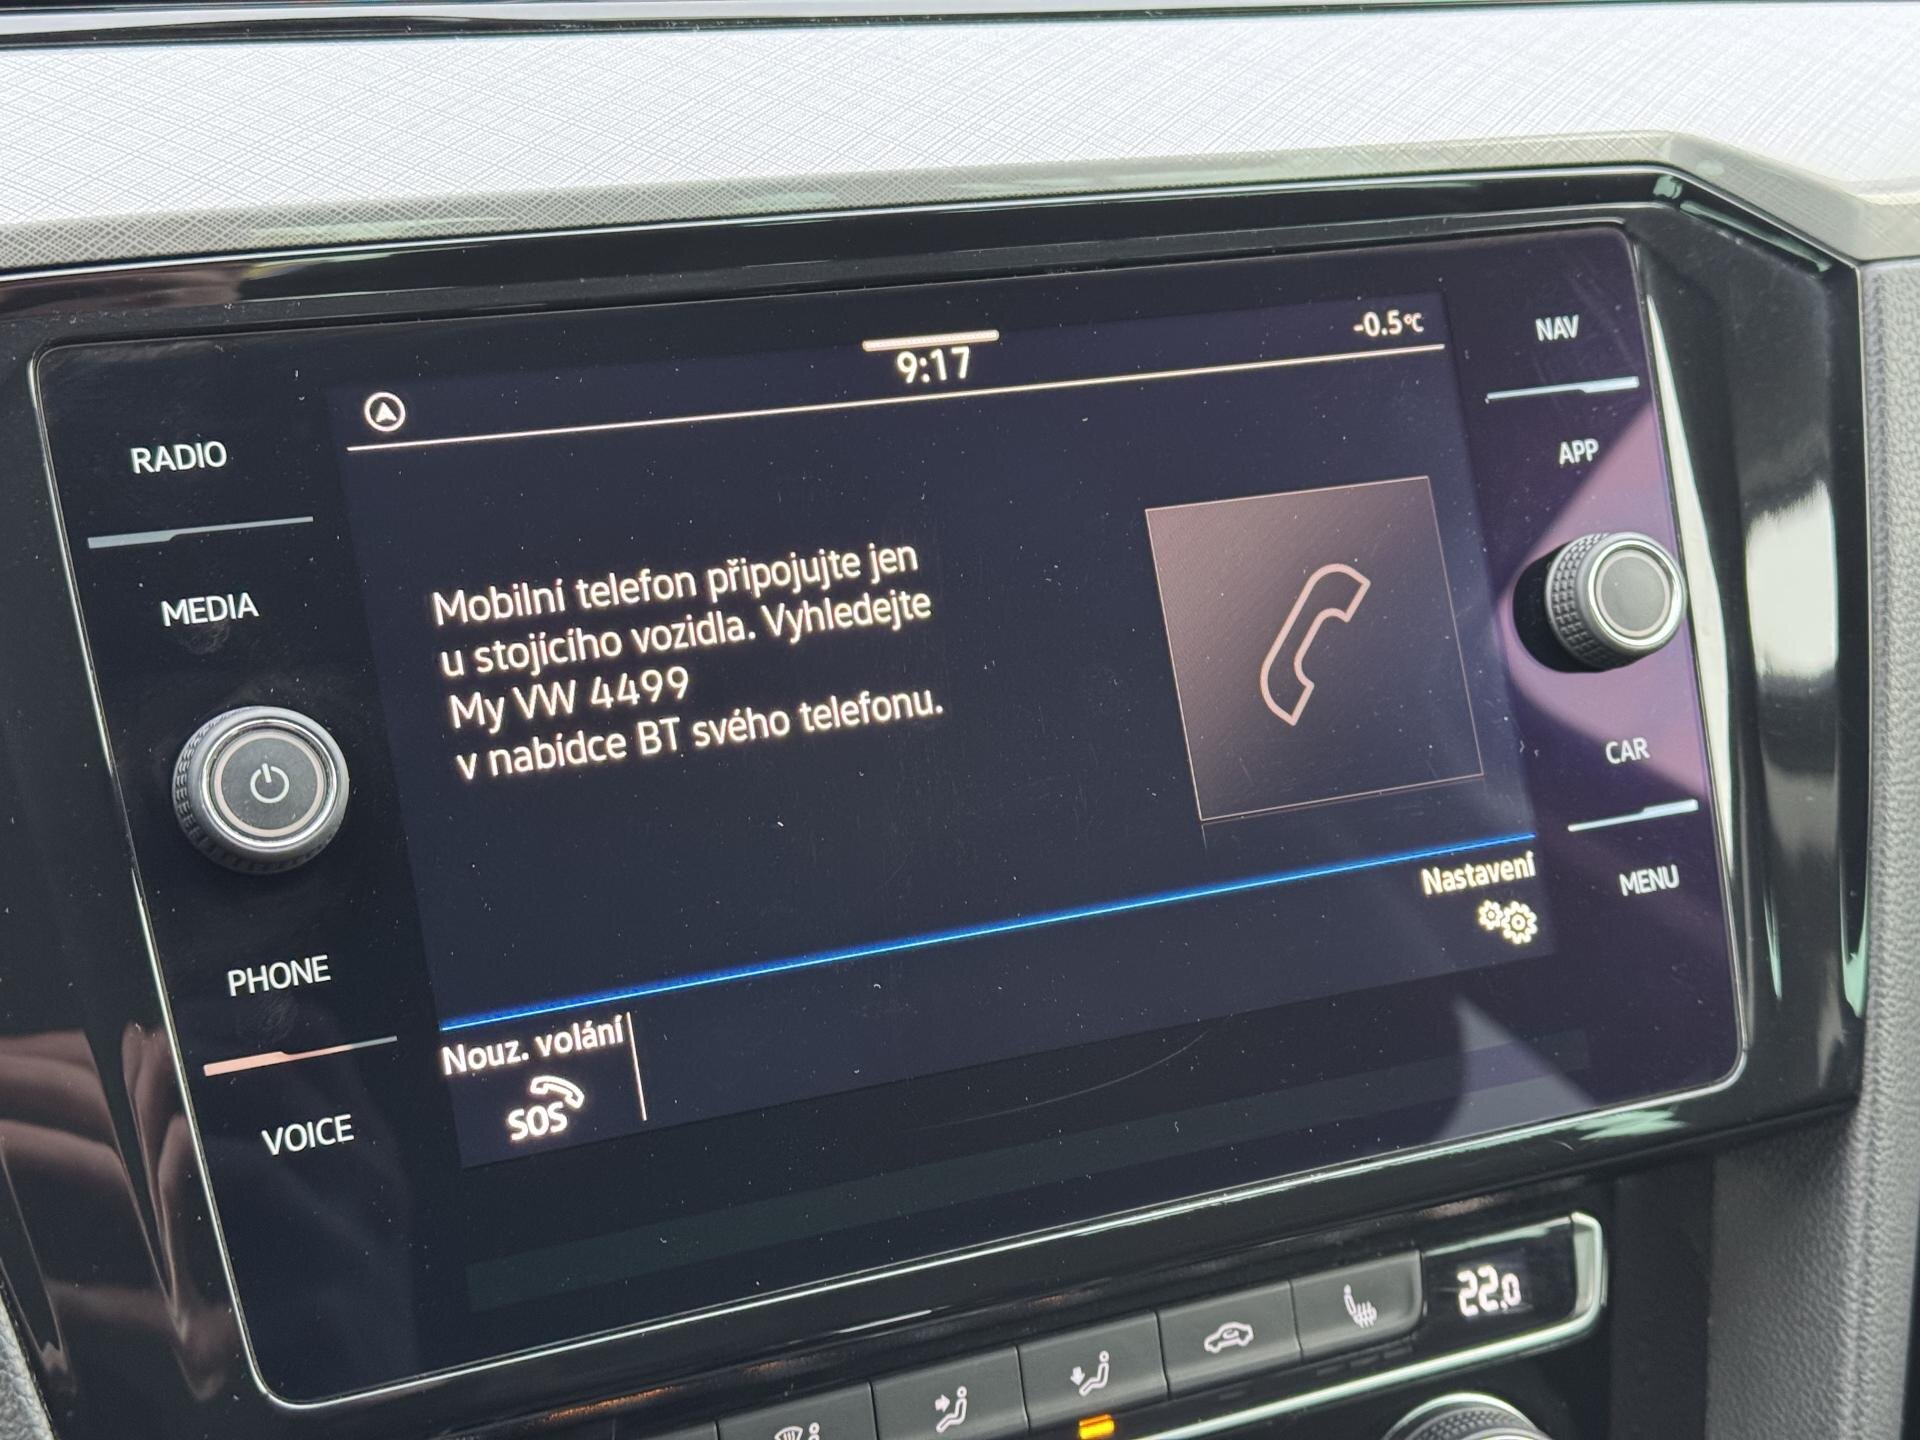 9:17
-0.5°C
NAV
RADIO
APP
MEDIA
Mobilní telefon připojujte jen
u stojícího vozidla. Vyhledejte
My VW 4499
v nabídce BT svého telefonu.
CAR
Nastavení
MENU
PHONE
Nouz. volání
SOS
VOICE
22.0